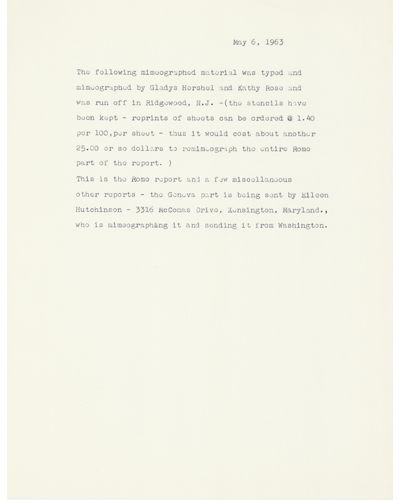 May 6, 1963
The following mimeographed material was typed and
mimeographed by Gladys Hershel and Kathy Rose and
was run off in Ridgewood, N.J. -(the stencils have
been kept - reprints of sheets can be ordered @ 1.40
per 100,per sheet - thus it would cost about another
25.00 or so dollars to remimeograph the entire Rome
part of the report. )
This is the Rome report and a few miscellaneous
other reports - the Geneva part is being sent by Eileen
Hutchinson - 3316 McComas Drive, Kensington, Maryland.,
who is mimeographing it and sending it from Washington.